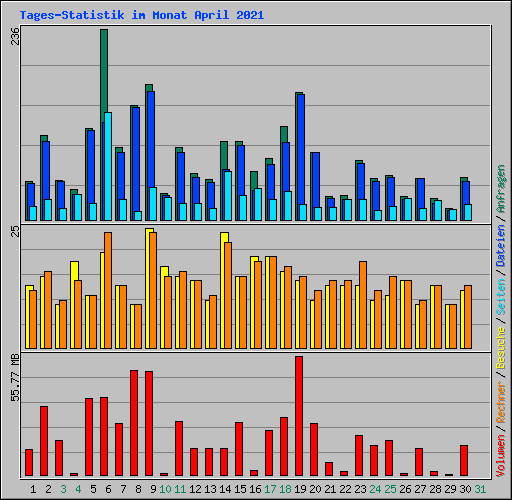 Tages-Statistik im Monat April 2021
236
25
55.77 MB
Volumen / Rechner / Besuche / Seiten / Dateien / Anfragen
1 2 3 4 5 6 7 8 9 10 11 12 13 14 15 16 17 18 19 20 21 22 23 24 25 26 27 28 29 30 31